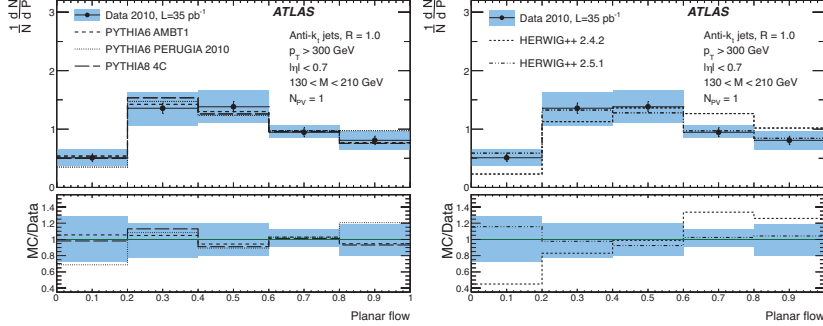 1 d N
N d P
ATLAS
Data 2010, L=35 pb⁻¹
PYTHIA6 AMBT1
PYTHIA6 PERUGIA 2010
PYTHIA8 4C
Anti-kₜ jets, R = 1.0
p_T > 300 GeV
|η| < 0.7
130 < M < 210 GeV
N_PV = 1
3
2
1
0
MC/Data
1.4
1.2
1
0.8
0.6
0.4
0 0.1 0.2 0.3 0.4 0.5 0.6 0.7 0.8 0.9 1
Planar flow
1 d N
N d P
ATLAS
Data 2010, L=35 pb⁻¹
HERWIG++ 2.4.2
HERWIG++ 2.5.1
Anti-kₜ jets, R = 1.0
p_T > 300 GeV
|η| < 0.7
130 < M < 210 GeV
N_PV = 1
3
2
1
0
MC/Data
1.4
1.2
1
0.8
0.6
0.4
0 0.1 0.2 0.3 0.4 0.5 0.6 0.7 0.8 0.9 1
Planar flow